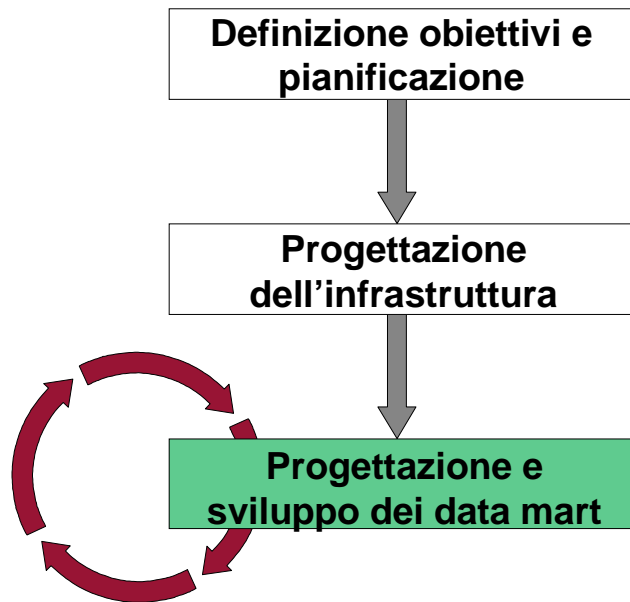 Definizione obiettivi e
pianificazione
Progettazione
dell’infrastruttura
Progettazione e
sviluppo dei data mart